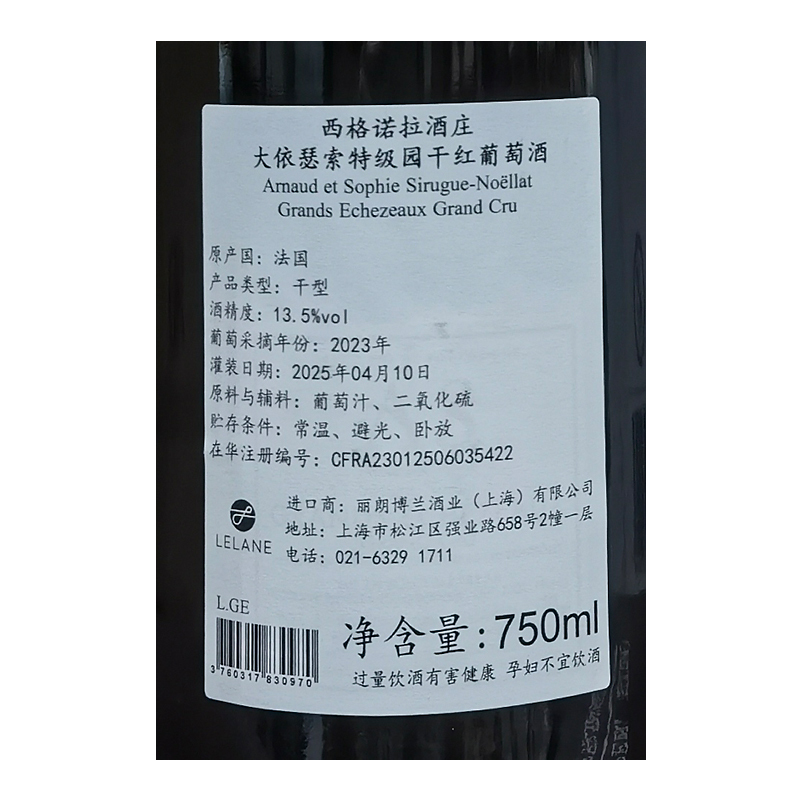 西格诺拉酒庄
大依瑟索特级园干红葡萄酒
Arnaud et Sophie Sirugue-Noëllat
Grands Echezeaux Grand Cru
原产国：法国
产品类型：干型
酒精度：13.5%vol
葡萄采摘年份：2023年
灌装日期：2025年04月10日
原料与辅料：葡萄汁、二氧化硫
贮存条件：常温、避光、卧放
在华注册编号：CFRA23012506035422
进口商：丽朗博兰酒业（上海）有限公司
地址：上海市松江区强业路658号2幢一层
电话：021-6329 1711
LELANE
L.GE
3 760317 830970
净含量：750ml
过量饮酒有害健康 孕妇不宜饮酒